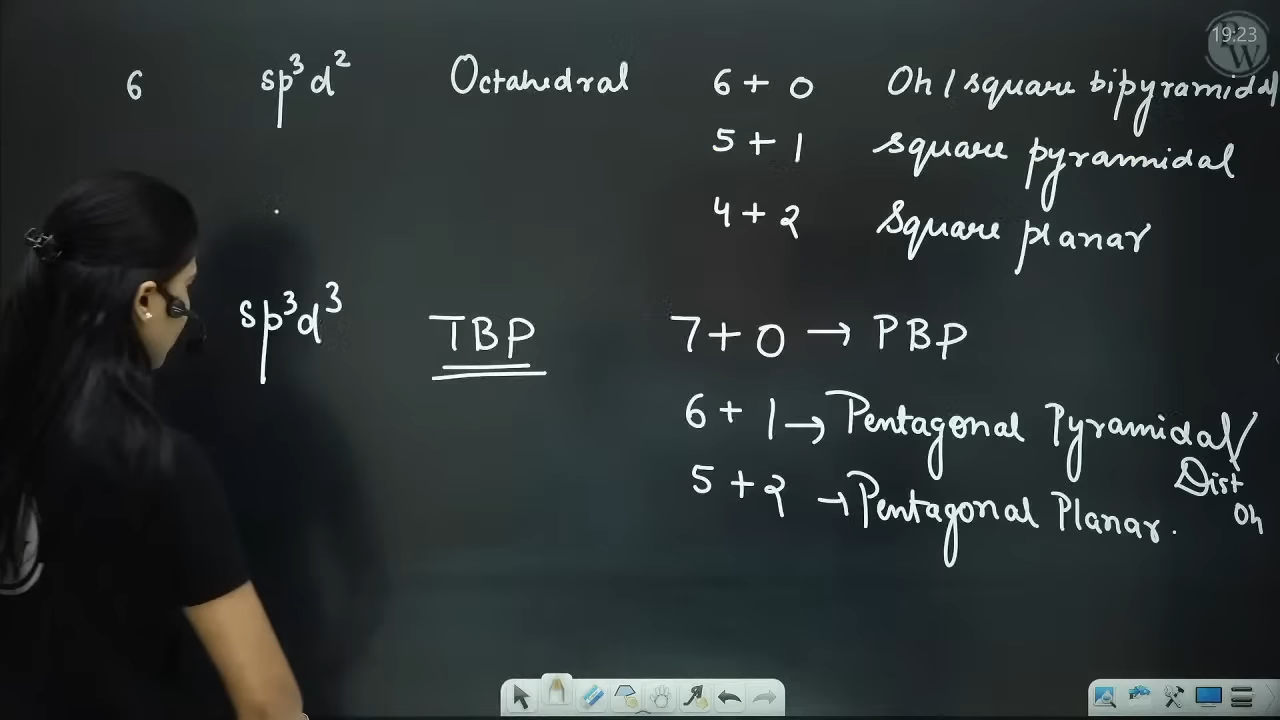 19:23
PW
6 sp³d² Octahedral 6 + 0 Oh / square bipyramidal
5 + 1 square pyramidal
4 + 2 Square planar
sp³d³ TBP 7 + 0 → PBP
6 + 1 → Pentagonal Pyramidal /
Dist
Oh
5 + 2 → Pentagonal Planar.